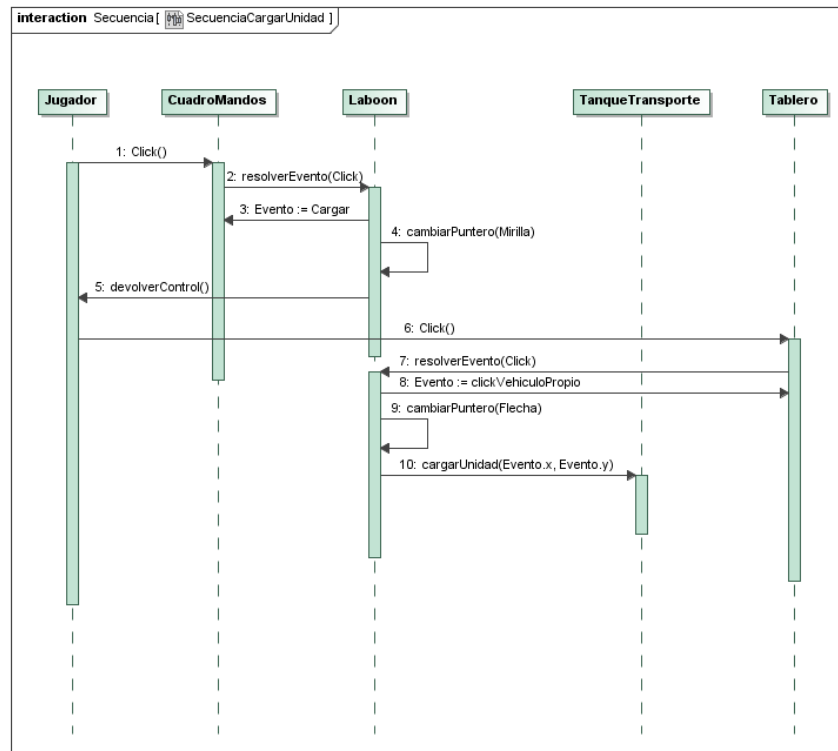 interaction Secuencia[ SecuenciaCargarUnidad ]
Jugador CuadroMandos Laboon TanqueTransporte Tablero
1: Click()
2: resolverEvento(Click)
3: Evento := Cargar
4: cambiarPuntero(Mirilla)
5: devolverControl()
6: Click()
7: resolverEvento(Click)
8: Evento := clickVehiculoPropio
9: cambiarPuntero(Flecha)
10: cargarUnidad(Evento.x, Evento.y)